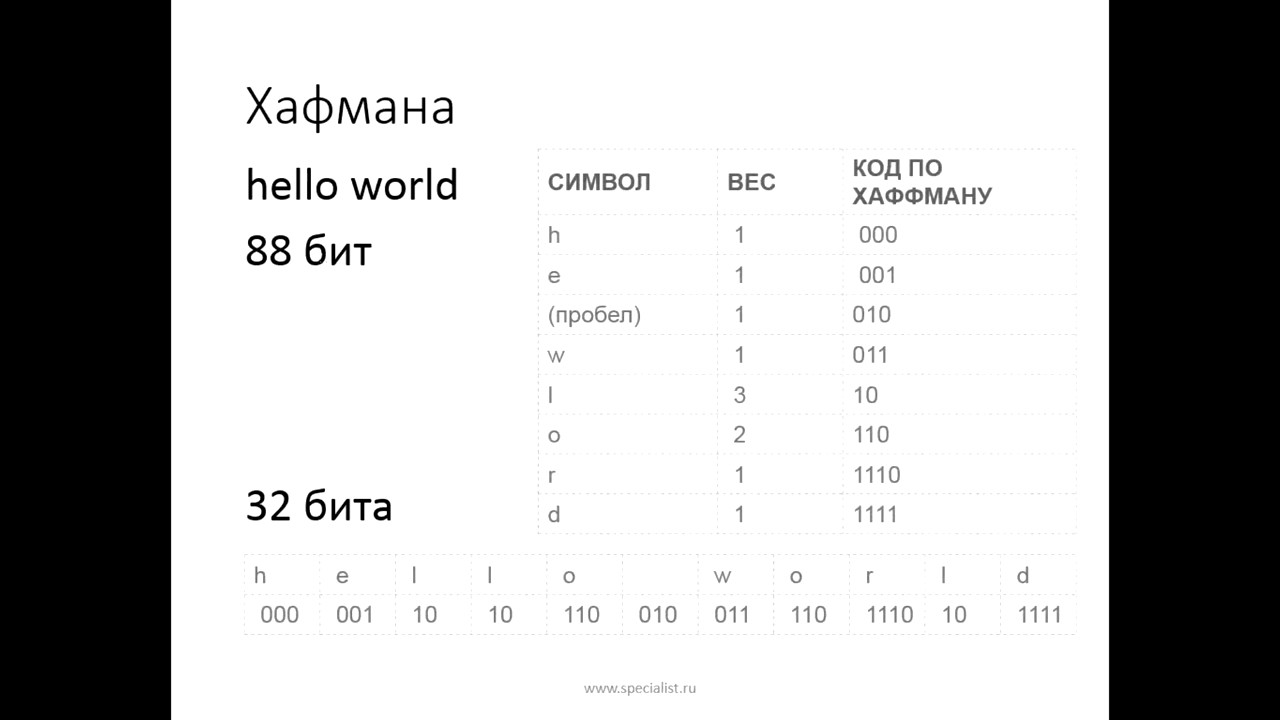 Хафмана
hello world
88 бит
32 бита
СИМВОЛ ВЕС КОД ПО ХАФФМАНУ
h 1 000
e 1 001
(пробел) 1 010
w 1 011
l 3 10
o 2 110
r 1 1110
d 1 1111
h e l l o w o r l d
000 001 10 10 110 010 011 110 1110 10 1111
www.specialist.ru